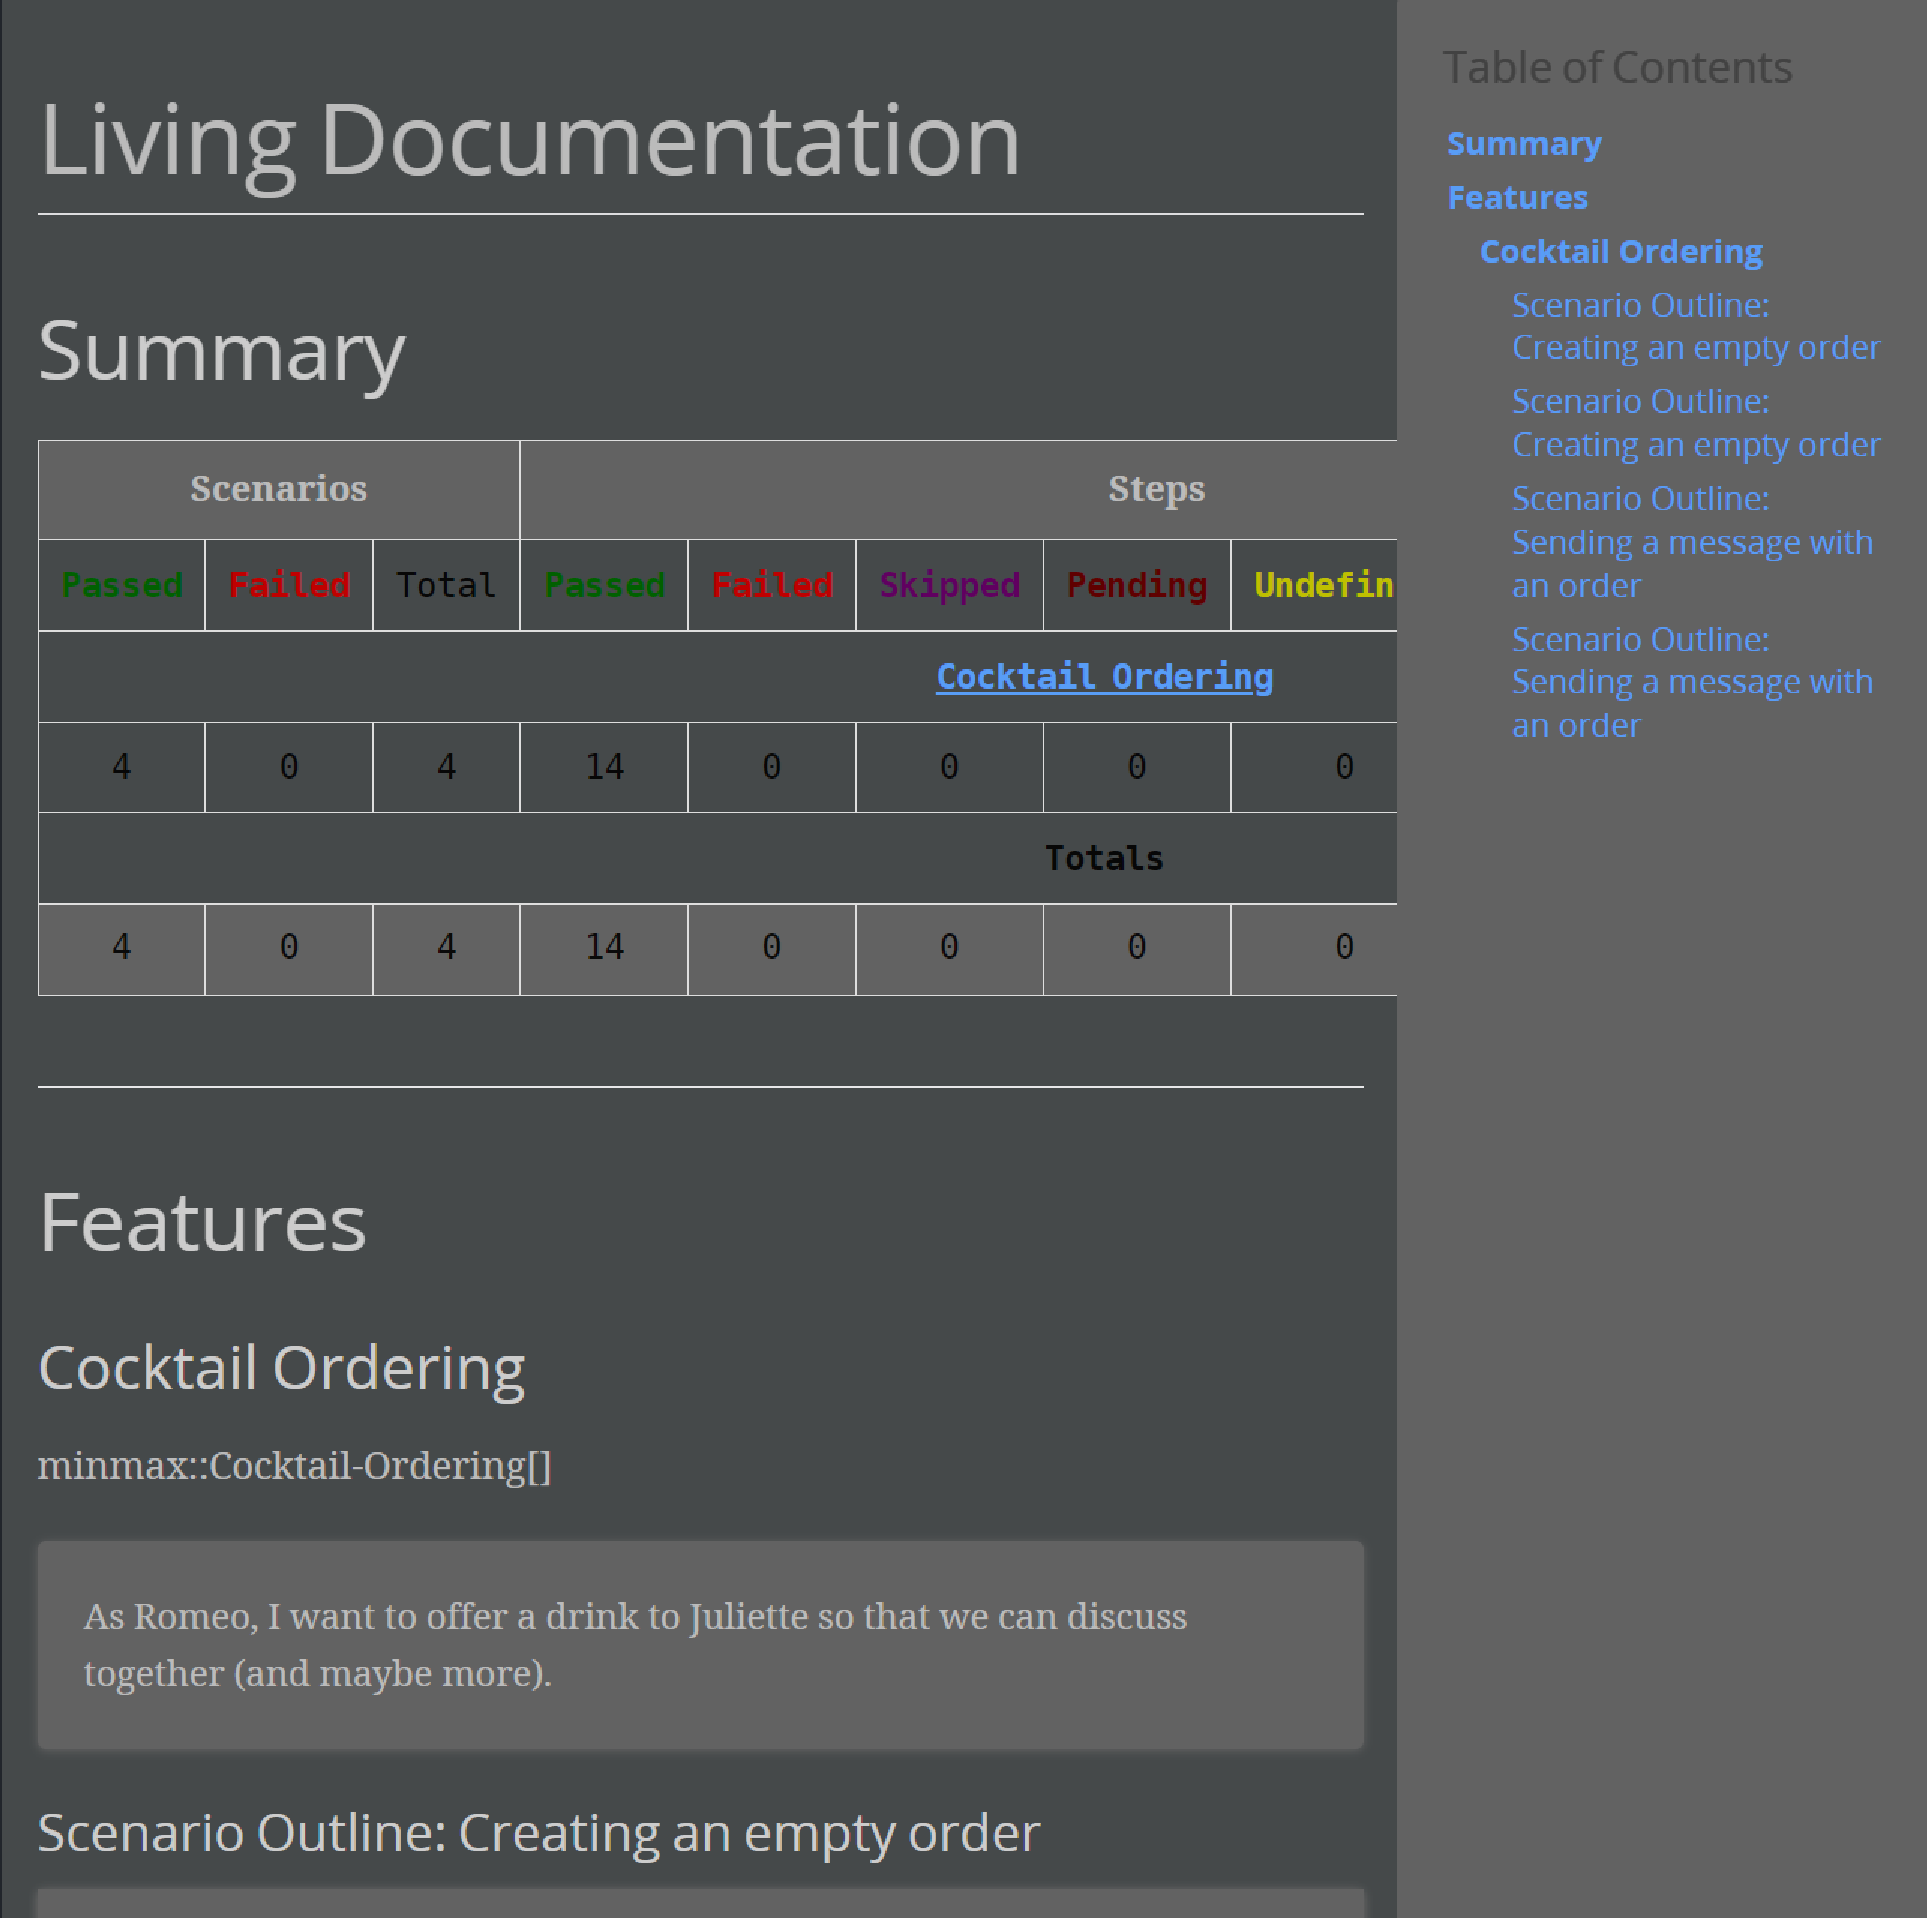 Living Documentation
Summary
Scenarios Steps
Passed Failed Total Passed Failed Skipped Pending Undefin
Cocktail Ordering
4 0 4 14 0 0 0 0
Totals
4 0 4 14 0 0 0 0
Features
Cocktail Ordering
minmax::Cocktail-Ordering[]
As Romeo, I want to offer a drink to Juliette so that we can discuss
together (and maybe more).
Scenario Outline: Creating an empty order
Table of Contents
Summary
Features
Cocktail Ordering
Scenario Outline:
Creating an empty order
Scenario Outline:
Creating an empty order
Scenario Outline:
Sending a message with
an order
Scenario Outline:
Sending a message with
an order